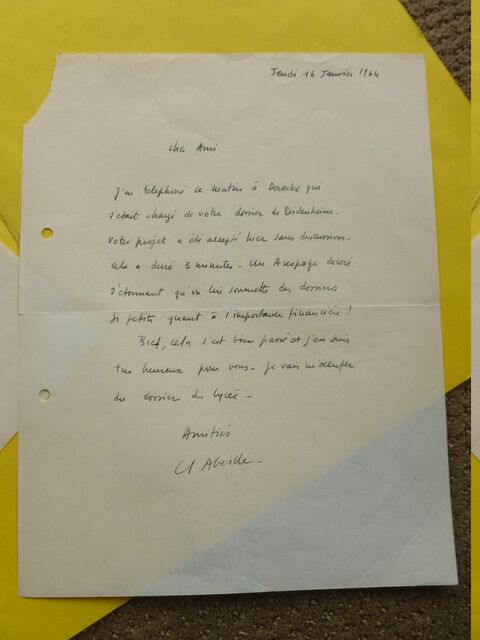 Jeudi 16 Janvier 1964
Cher Ami
J'ai téléphoné ce matin à Deroche qui
s'était chargé de votre dossier de Didenheim -
Votre projet a été accepté hier sans discussions -
Cela a duré 3 minutes - Un Aréopage décoré
s'étonnant qu'on lui soumette des dossiers
si petits quant à l'importance financière !
Bref, cela s'est bien passé et j'en suis
très heureux pour vous - Je vais m'occuper
du dossier du lycée -
Amitiés
Cl Abeille -